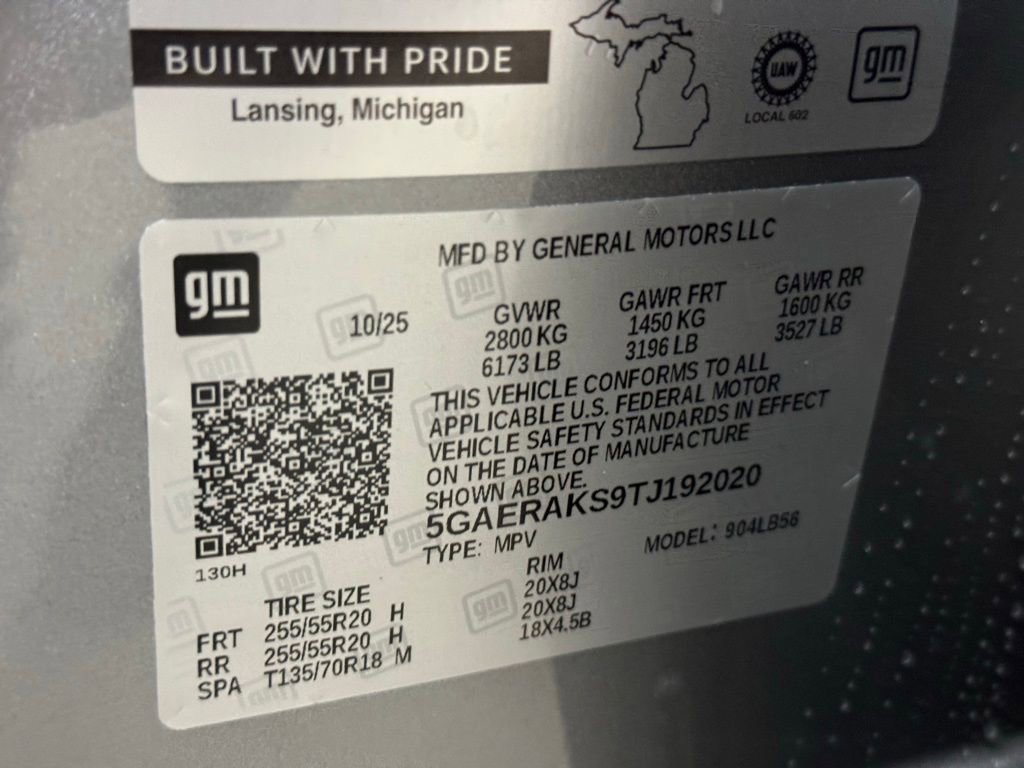 BUILT WITH PRIDE
Lansing, Michigan
UAW
LOCAL 602
gm
gm
MFD BY GENERAL MOTORS LLC
10/25
GVWR GAWR FRT GAWR RR
2800 KG 1450 KG 1600 KG
6173 LB 3196 LB 3527 LB
THIS VEHICLE CONFORMS TO ALL
APPLICABLE U.S. FEDERAL MOTOR
VEHICLE SAFETY STANDARDS IN EFFECT
ON THE DATE OF MANUFACTURE
SHOWN ABOVE.
5GAERAKS9TJ192020
TYPE: MPV MODEL: 904LB56
130H
TIRE SIZE RIM
FRT 255/55R20 H 20X8J
RR 255/55R20 H 20X8J
SPA T135/70R18 M 18X4.5B